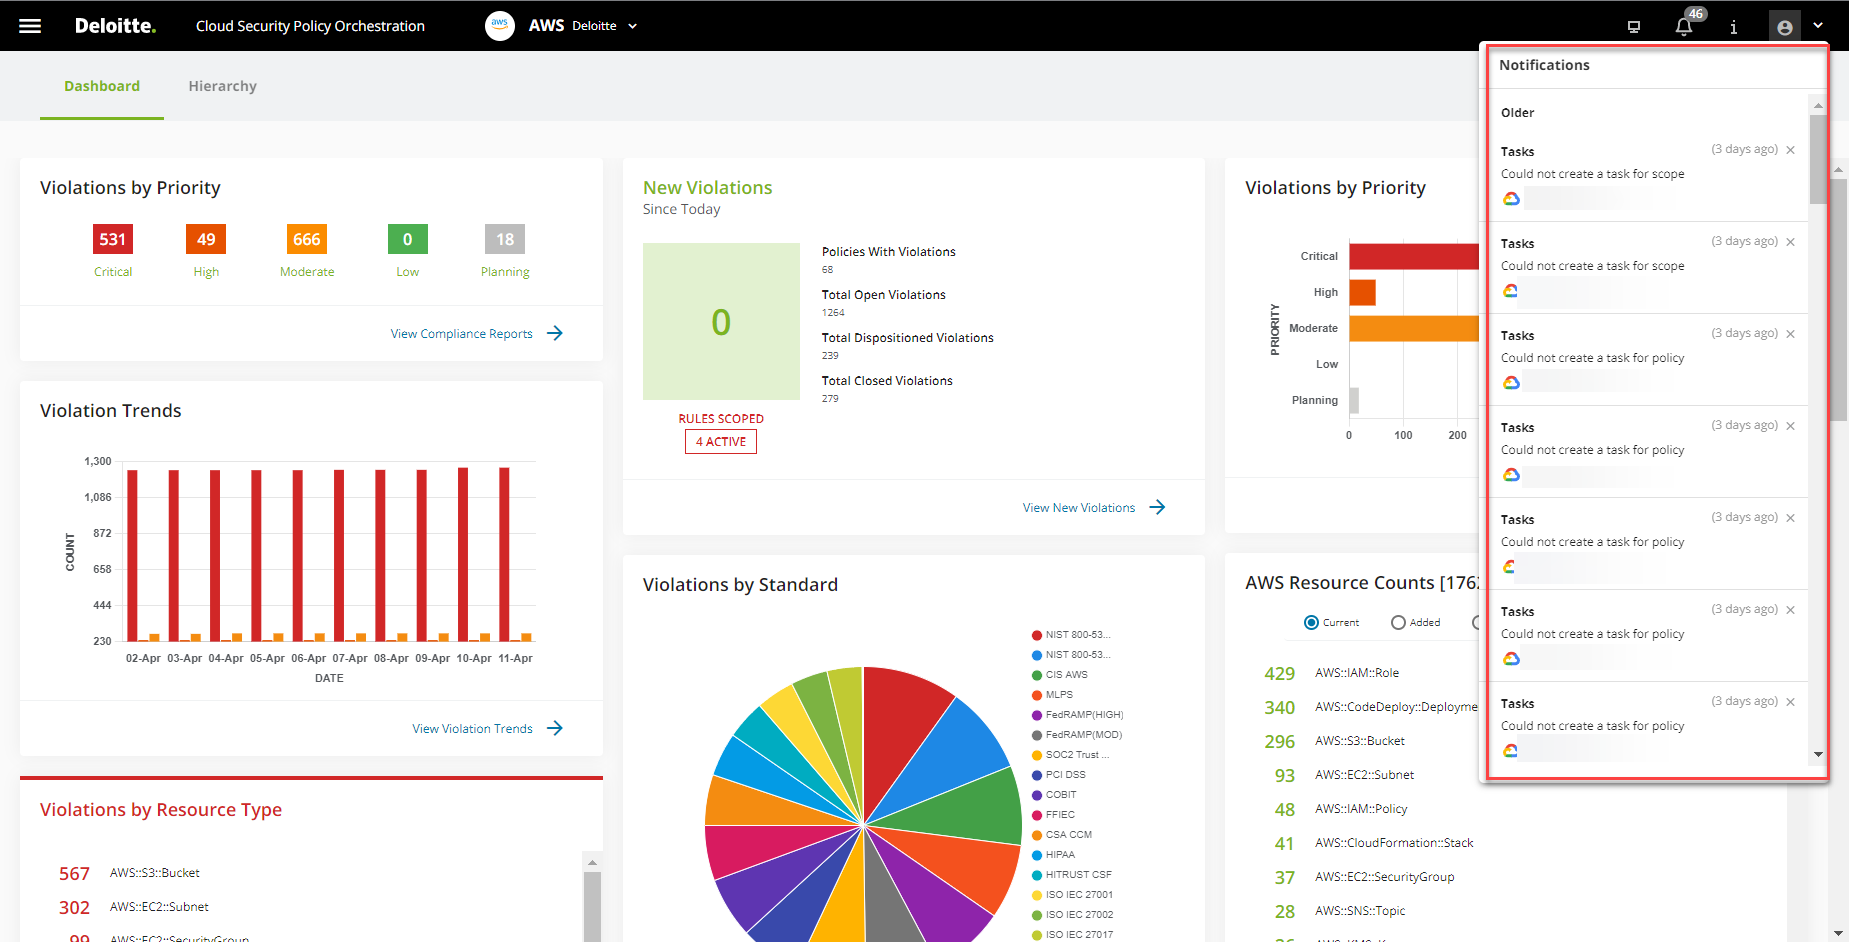 Deloitte.
Cloud Security Policy Orchestration
aws
AWS Deloitte
46
Dashboard
Hierarchy
Violations by Priority
531
49
666
0
18
Critical
High
Moderate
Low
Planning
View Compliance Reports
Violation Trends
1,300
1,086
872
658
444
230
COUNT
02-Apr 03-Apr 04-Apr 05-Apr 06-Apr 07-Apr 08-Apr 09-Apr 10-Apr 11-Apr
DATE
View Violation Trends
Violations by Resource Type
567 AWS::S3::Bucket
302 AWS::EC2::Subnet
99 AWS::EC2::SecurityGroup
New Violations
Since Today
0
RULES SCOPED
4 ACTIVE
Policies With Violations
68
Total Open Violations
1264
Total Dispositioned Violations
239
Total Closed Violations
279
View New Violations
Violations by Standard
NIST 800-53...
NIST 800-53...
CIS AWS
MLPS
FedRAMP(HIGH)
FedRAMP(MOD)
SOC2 Trust ...
PCI DSS
COBIT
FFIEC
CSA CCM
HIPAA
HITRUST CSF
ISO IEC 27001
ISO IEC 27002
ISO IEC 27017
Violations by Priority
PRIORITY
Critical
High
Moderate
Low
Planning
0 100 200
AWS Resource Counts [1762
Current
Added
429 AWS::IAM::Role
340 AWS::CodeDeploy::Deployme
296 AWS::S3::Bucket
93 AWS::EC2::Subnet
48 AWS::IAM::Policy
41 AWS::CloudFormation::Stack
37 AWS::EC2::SecurityGroup
28 AWS::SNS::Topic
Notifications
Older
Tasks (3 days ago)
Could not create a task for scope
Tasks (3 days ago)
Could not create a task for scope
Tasks (3 days ago)
Could not create a task for policy
Tasks (3 days ago)
Could not create a task for policy
Tasks (3 days ago)
Could not create a task for policy
Tasks (3 days ago)
Could not create a task for policy
Tasks (3 days ago)
Could not create a task for policy